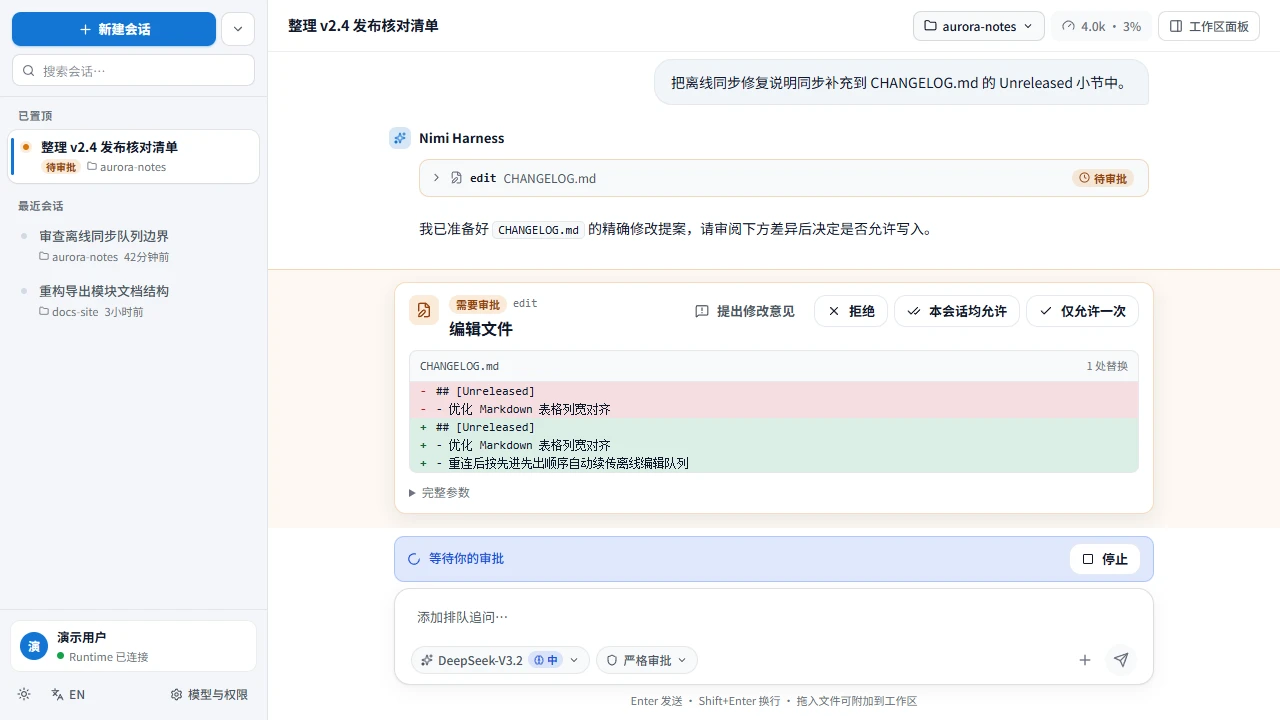 新建会话
搜索会话…
已置顶
整理 v2.4 发布核对清单
待审批 aurora-notes
最近会话
审查离线同步队列边界
aurora-notes 42分钟前
重构导出模块文档结构
docs-site 3小时前
演 演示用户
Runtime 已连接
EN 模型与权限
整理 v2.4 发布核对清单
aurora-notes 4.0k • 3% 工作区面板
把离线同步修复说明同步补充到 CHANGELOG.md 的 Unreleased 小节中。
Nimi Harness
edit CHANGELOG.md 待审批
我已准备好 CHANGELOG.md 的精确修改提案，请审阅下方差异后决定是否允许写入。
需要审批 edit
编辑文件
提出修改意见 拒绝 本会话均允许 仅允许一次
CHANGELOG.md 1 处替换
- ## [Unreleased]
- - 优化 Markdown 表格列宽对齐
+ ## [Unreleased]
+ - 优化 Markdown 表格列宽对齐
+ - 重连后按先进先出顺序自动续传离线编辑队列
完整参数
等待你的审批 停止
添加排队追问…
DeepSeek-V3.2 中 严格审批
Enter 发送 • Shift+Enter 换行 • 拖入文件可附加到工作区